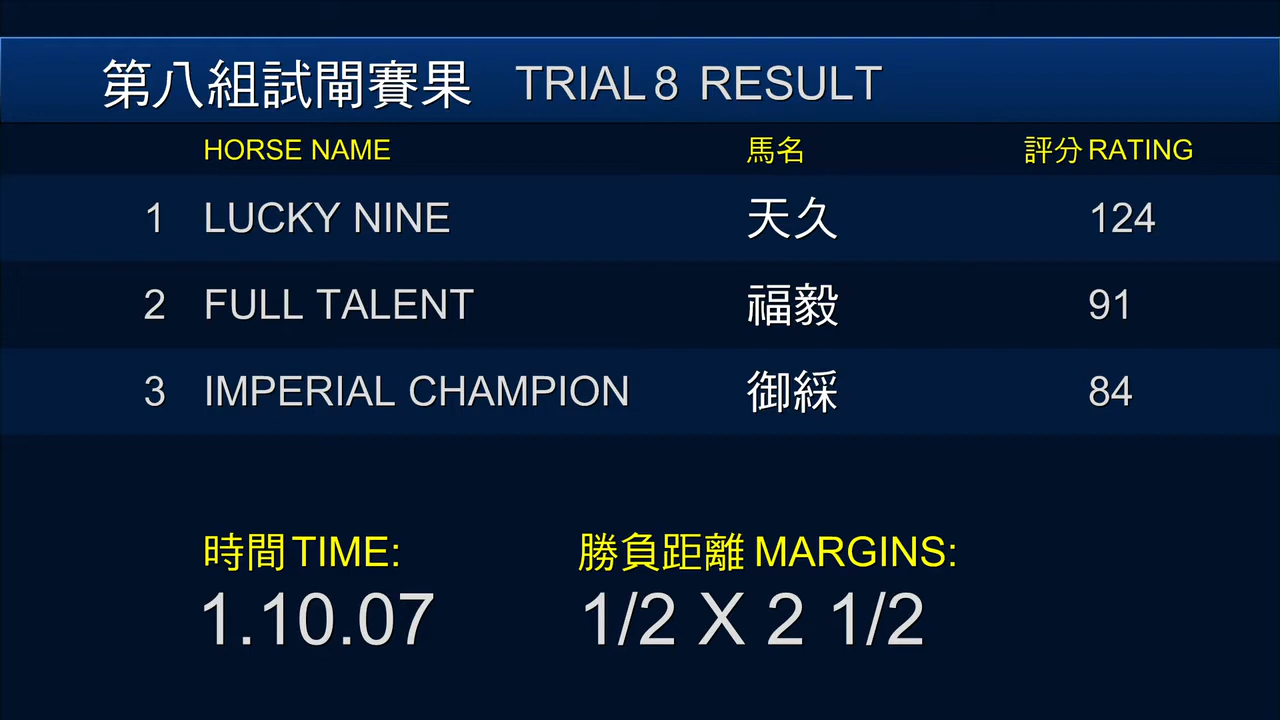 第八組試閘賽果 TRIAL 8 RESULT
HORSE NAME 馬名 評分 RATING
1 LUCKY NINE 天久 124
2 FULL TALENT 福毅 91
3 IMPERIAL CHAMPION 御綵 84
時間 TIME: 勝負距離 MARGINS:
1.10.07 1/2 X 2 1/2